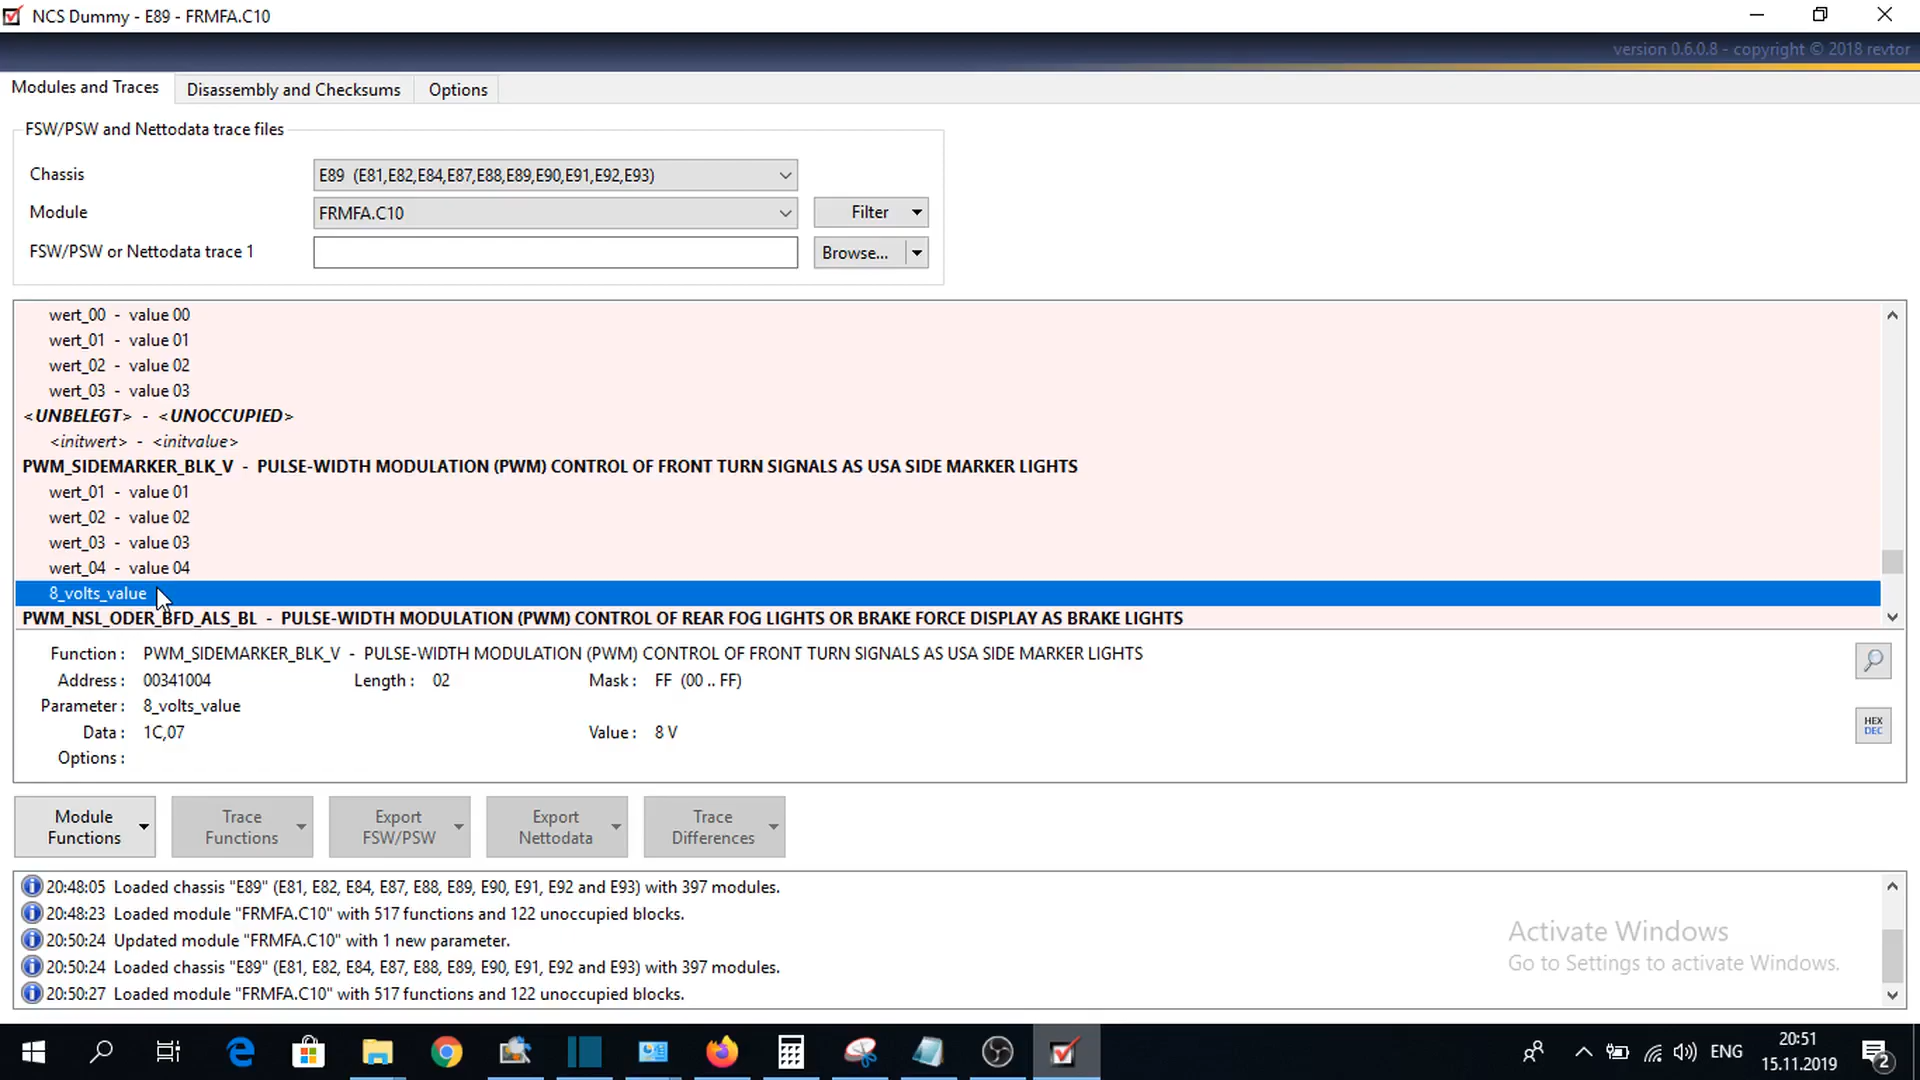 NCS Dummy - E89 - FRMFA.C10
version 0.6.0.8 - copyright © 2018 revtor
Modules and Traces
Disassembly and Checksums
Options
FSW/PSW and Nettodata trace files
Chassis
E89 (E81,E82,E84,E87,E88,E89,E90,E91,E92,E93)
Module
FRMFA.C10
Filter
FSW/PSW or Nettodata trace 1
Browse...
wert_00 - value 00
wert_01 - value 01
wert_02 - value 02
wert_03 - value 03
<UNBELEGT> - <UNOCCUPIED>
<initwert> - <initvalue>
PWM_SIDEMARKER_BLK_V - PULSE-WIDTH MODULATION (PWM) CONTROL OF FRONT TURN SIGNALS AS USA SIDE MARKER LIGHTS
wert_01 - value 01
wert_02 - value 02
wert_03 - value 03
wert_04 - value 04
8_volts_value
PWM_NSL_ODER_BFD_ALS_BL - PULSE-WIDTH MODULATION (PWM) CONTROL OF REAR FOG LIGHTS OR BRAKE FORCE DISPLAY AS BRAKE LIGHTS
Function : PWM_SIDEMARKER_BLK_V - PULSE-WIDTH MODULATION (PWM) CONTROL OF FRONT TURN SIGNALS AS USA SIDE MARKER LIGHTS
Address : 00341004 Length : 02 Mask : FF (00 .. FF)
Parameter : 8_volts_value
Data : 1C,07 Value : 8 V
Options :
HEX
DEC
Module Functions
Trace Functions
Export FSW/PSW
Export Nettodata
Trace Differences
20:48:05 Loaded chassis "E89" (E81, E82, E84, E87, E88, E89, E90, E91, E92 and E93) with 397 modules.
20:48:23 Loaded module "FRMFA.C10" with 517 functions and 122 unoccupied blocks.
20:50:24 Updated module "FRMFA.C10" with 1 new parameter.
20:50:24 Loaded chassis "E89" (E81, E82, E84, E87, E88, E89, E90, E91, E92 and E93) with 397 modules.
20:50:27 Loaded module "FRMFA.C10" with 517 functions and 122 unoccupied blocks.
Activate Windows
Go to Settings to activate Windows.
ENG
20:51
15.11.2019
2